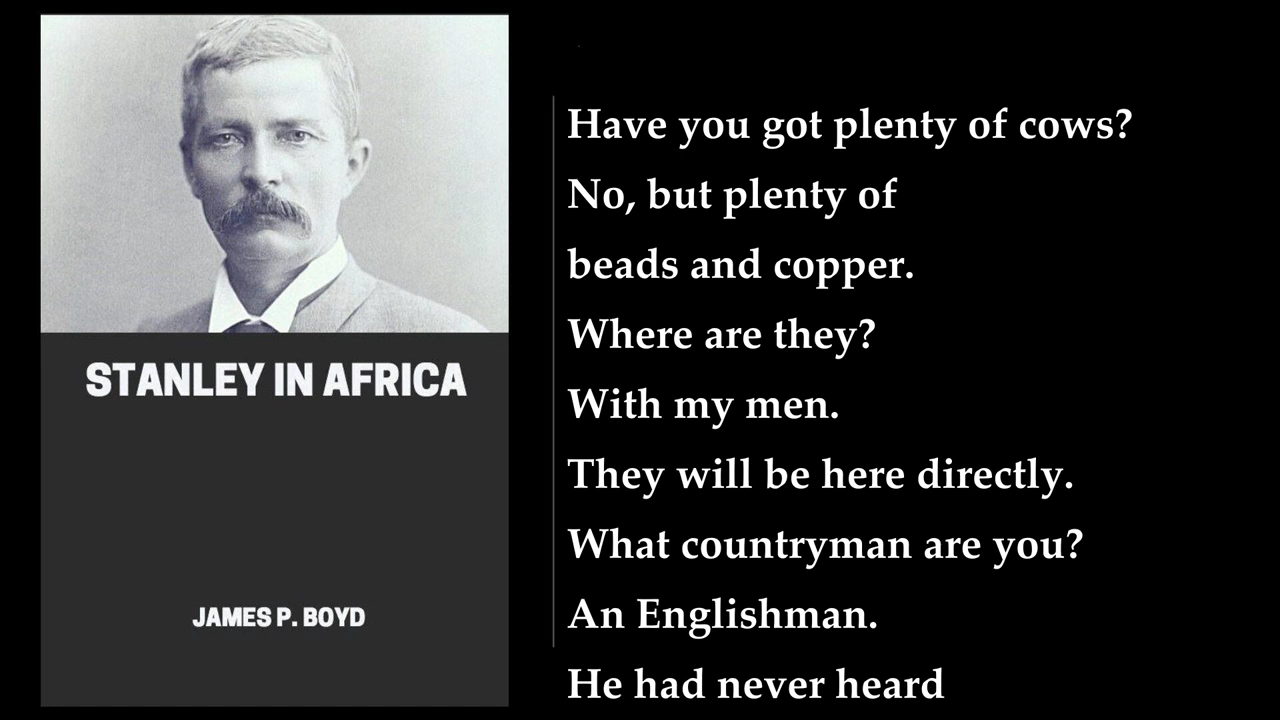 STANLEY IN AFRICA
JAMES P. BOYD
Have you got plenty of cows?
No, but plenty of
beads and copper.
Where are they?
With my men.
They will be here directly.
What countryman are you?
An Englishman.
He had never heard